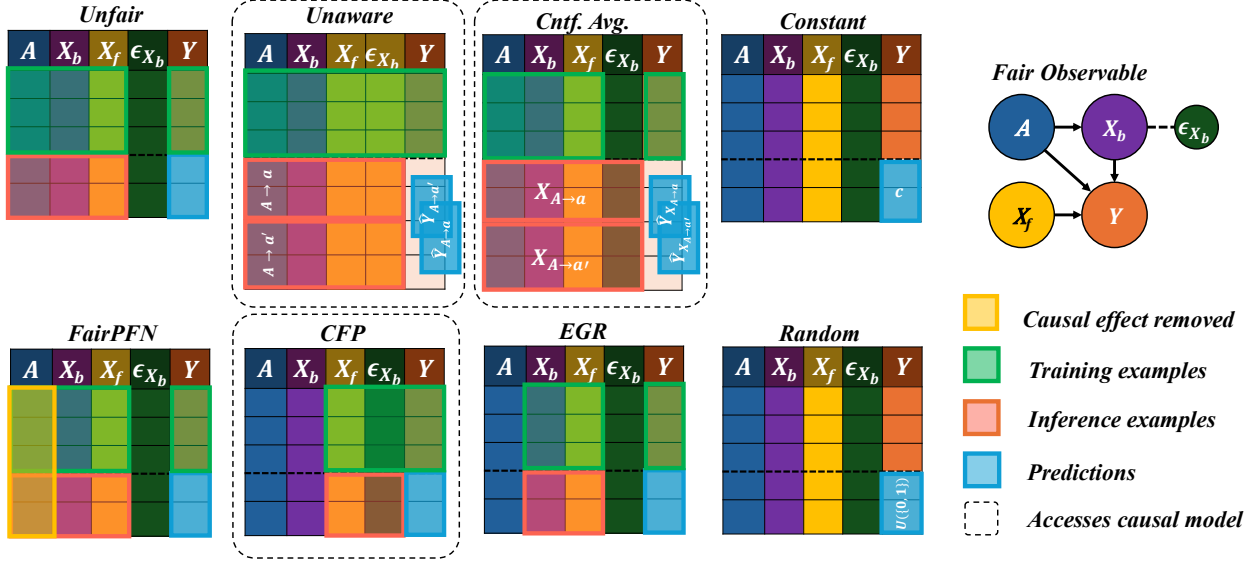 Unfair
Unaware
Cntf. Avg.
Constant
A X_b X_f ϵ_{X_b} Y
A X_b X_f ϵ_{X_b} Y
A X_b X_f ϵ_{X_b} Y
A X_b X_f ϵ_{X_b} Y
A → a
A → a'
Ŷ_{A→a'}
Ŷ_{A→a}
X_{A→a}
X_{A→a'}
Ŷ_{X_{A→a}}
Ŷ_{X_{A→a'}}
c
Fair Observable
A X_b ϵ_{X_b}
X_f Y
FairPFN
CFP
EGR
Random
A X_b X_f ϵ_{X_b} Y
A X_b X_f ϵ_{X_b} Y
A X_b X_f ϵ_{X_b} Y
A X_b X_f ϵ_{X_b} Y
U({0,1})
Causal effect removed
Training examples
Inference examples
Predictions
Accesses causal model